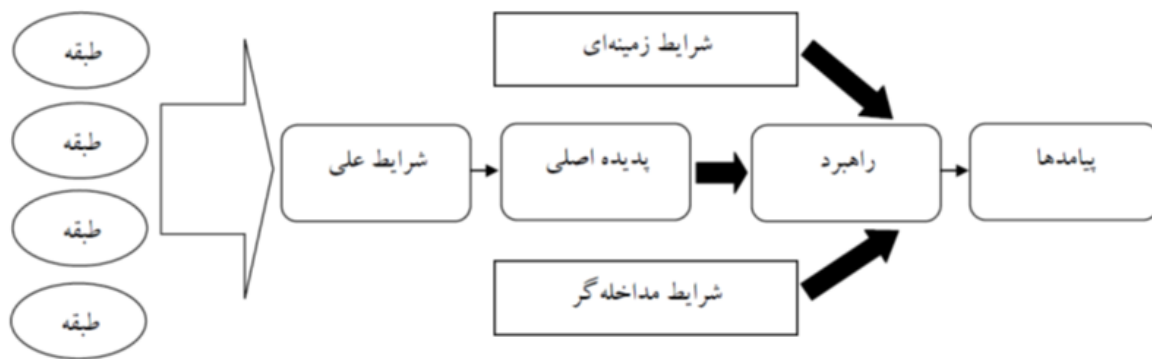 طبقه
طبقه
طبقه
طبقه
شرایط علی
پدیده اصلی
شرایط زمینه‌ای
شرایط مداخله‌گر
راهبرد
پیامدها